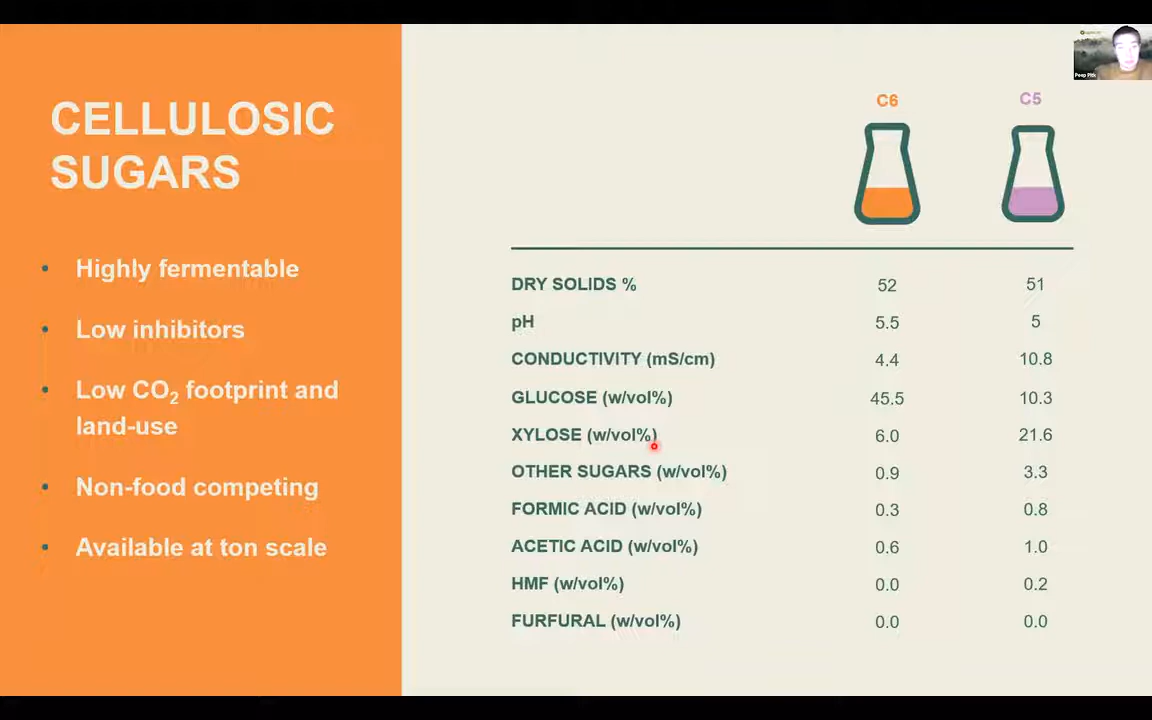 CELLULOSIC
SUGARS
• Highly fermentable
• Low inhibitors
• Low CO₂ footprint and
land-use
• Non-food competing
• Available at ton scale
C6 C5
DRY SOLIDS % 52 51
pH 5.5 5
CONDUCTIVITY (mS/cm) 4.4 10.8
GLUCOSE (w/vol%) 45.5 10.3
XYLOSE (w/vol%) 6.0 21.6
OTHER SUGARS (w/vol%) 0.9 3.3
FORMIC ACID (w/vol%) 0.3 0.8
ACETIC ACID (w/vol%) 0.6 1.0
HMF (w/vol%) 0.0 0.2
FURFURAL (w/vol%) 0.0 0.0